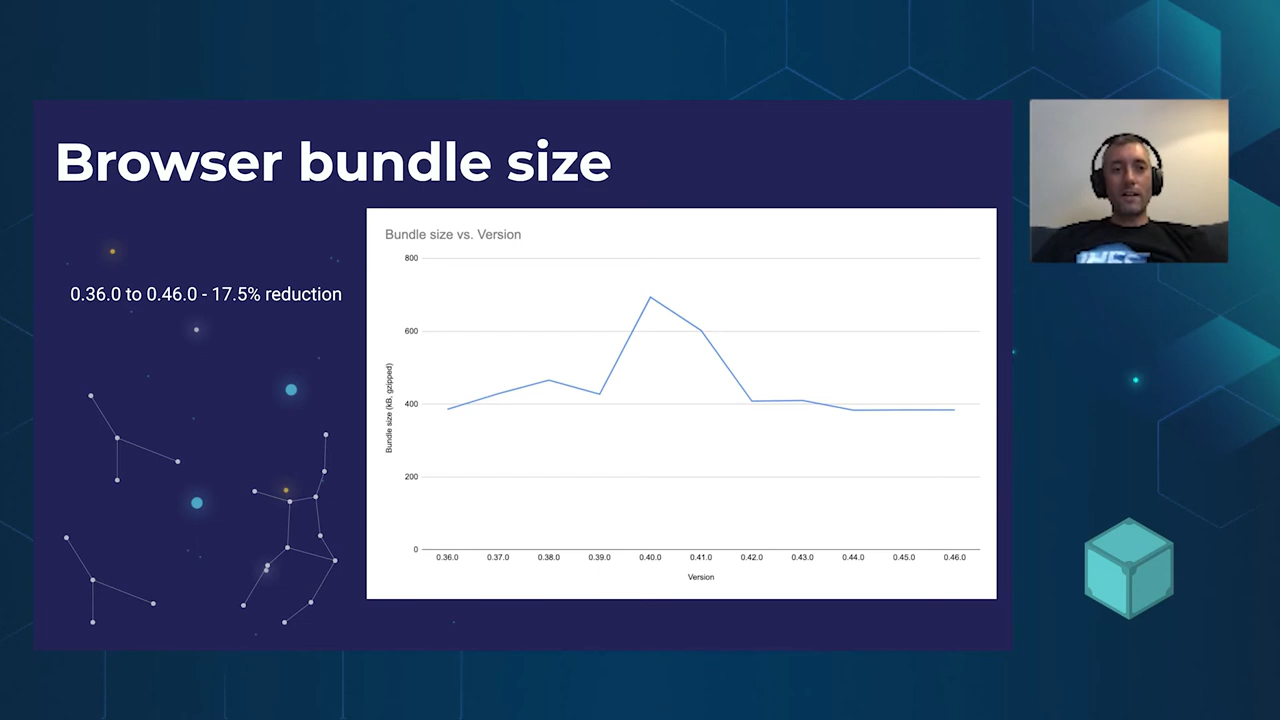 Browser bundle size
0.36.0 to 0.46.0 - 17.5% reduction
Bundle size vs. Version
800
600
400
200
0
Bundle size (kB, gzipped)
0.36.0 0.37.0 0.38.0 0.39.0 0.40.0 0.41.0 0.42.0 0.43.0 0.44.0 0.45.0 0.46.0
Version